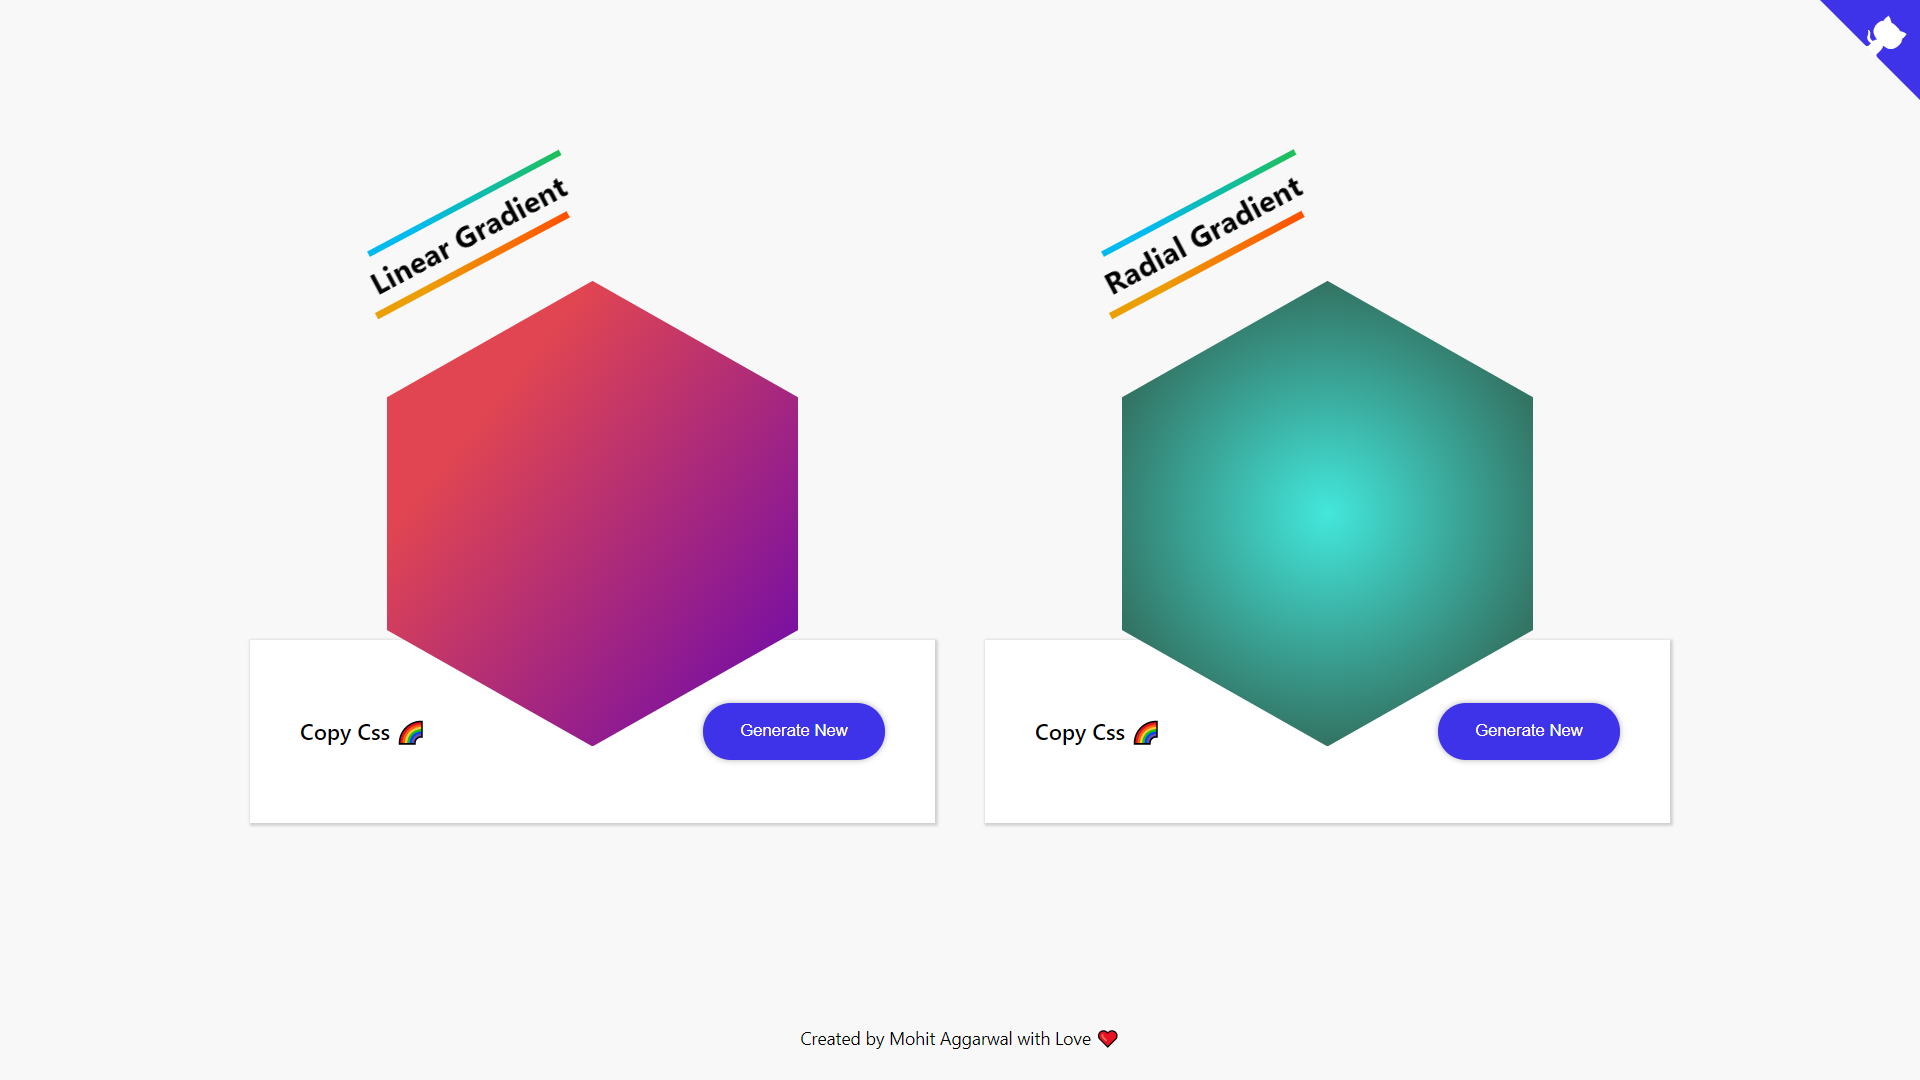 Linear Gradient
Copy Css 🌈
Generate New
Radial Gradient
Copy Css 🌈
Generate New
Created by Mohit Aggarwal with Love ❤️